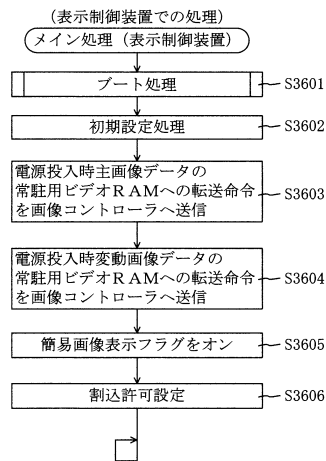 (表示制御装置での処理)
メイン処理(表示制御装置)
ブート処理
S3601
初期設定処理
S3602
電源投入時主画像データの
常駐用ビデオRAMへの転送命令
を画像コントローラへ送信
S3603
電源投入時変動画像データの
常駐用ビデオRAMへの転送命令
を画像コントローラへ送信
S3604
簡易画像表示フラグをオン
S3605
割込許可設定
S3606